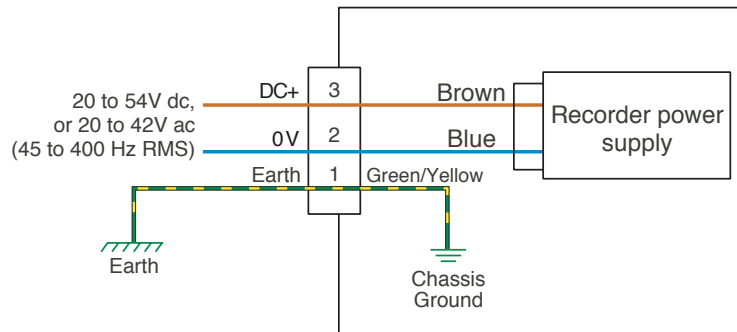 20 to 54V dc,
or 20 to 42V ac
(45 to 400 Hz RMS)
DC+
3
Brown
0V
2
Blue
Earth
1
Green/Yellow
Recorder power
supply
Earth
Chassis
Ground